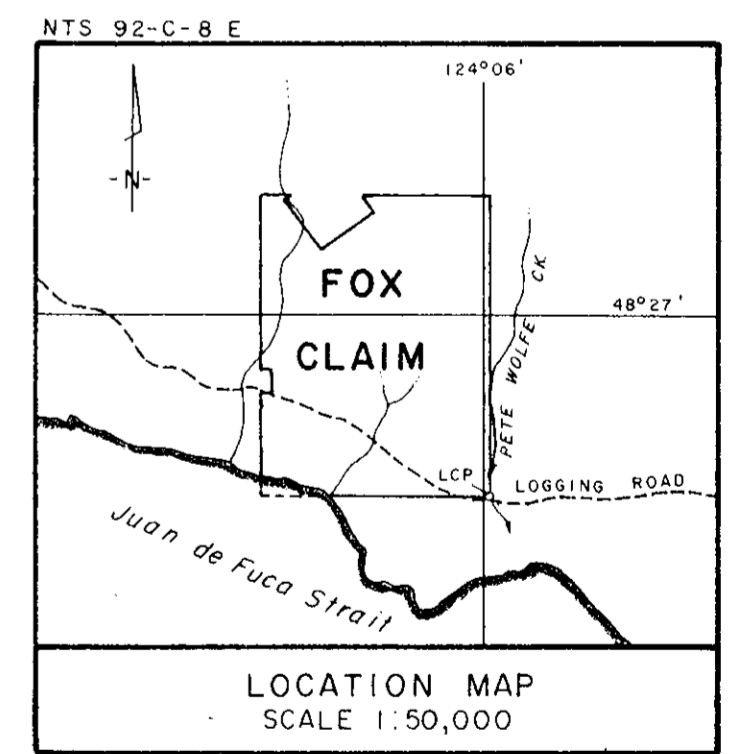 NTS 92-C-8 E
124°06'
-N-
FOX
48°27'
CLAIM
PETE WOLFE CK.
LCP
LOGGING ROAD
Juan de Fuca Strait
LOCATION MAP
SCALE 1:50,000